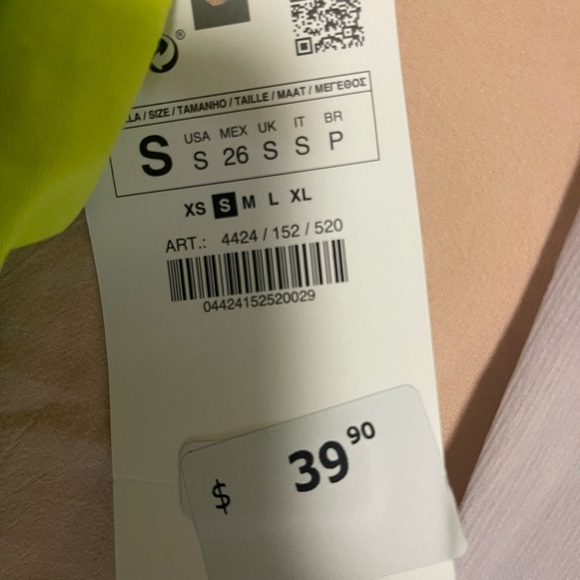 ®
LA / SIZE / TAMANHO / TAILLE / MAAT / ΜΕΓΕΘΟΣ
S
USA MEX UK IT BR
S 26 S S P
XS S M L XL
ART.: 4424 / 152 / 520
04424152520029
$ 39 90